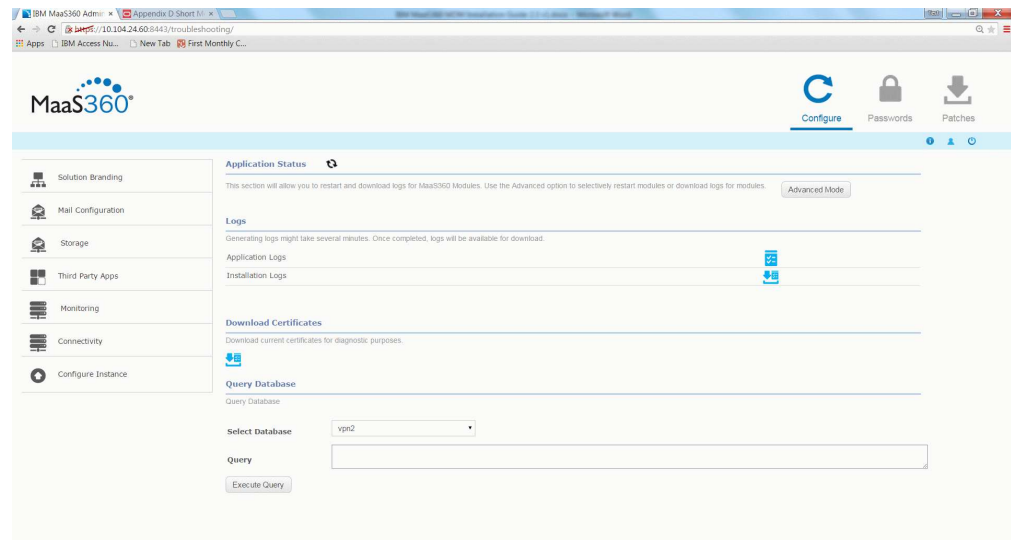 IBM MaaS360 Admin
Appendix D Short M
https://10.104.24.60:8443/troubleshooting/
Apps
IBM Access Nu...
New Tab
First Monthly C...
MaaS360®
Configure
Passwords
Patches
Solution Branding
Mail Configuration
Storage
Third Party Apps
Monitoring
Connectivity
Configure Instance
Application Status
This section will allow you to restart and download logs for MaaS360 Modules. Use the Advanced option to selectively restart modules or download logs for modules.
Advanced Mode
Logs
Generating logs might take several minutes. Once completed, logs will be available for download.
Application Logs
Installation Logs
Download Certificates
Download current certificates for diagnostic purposes.
Query Database
Query Database
Select Database
vpn2
Query
Execute Query